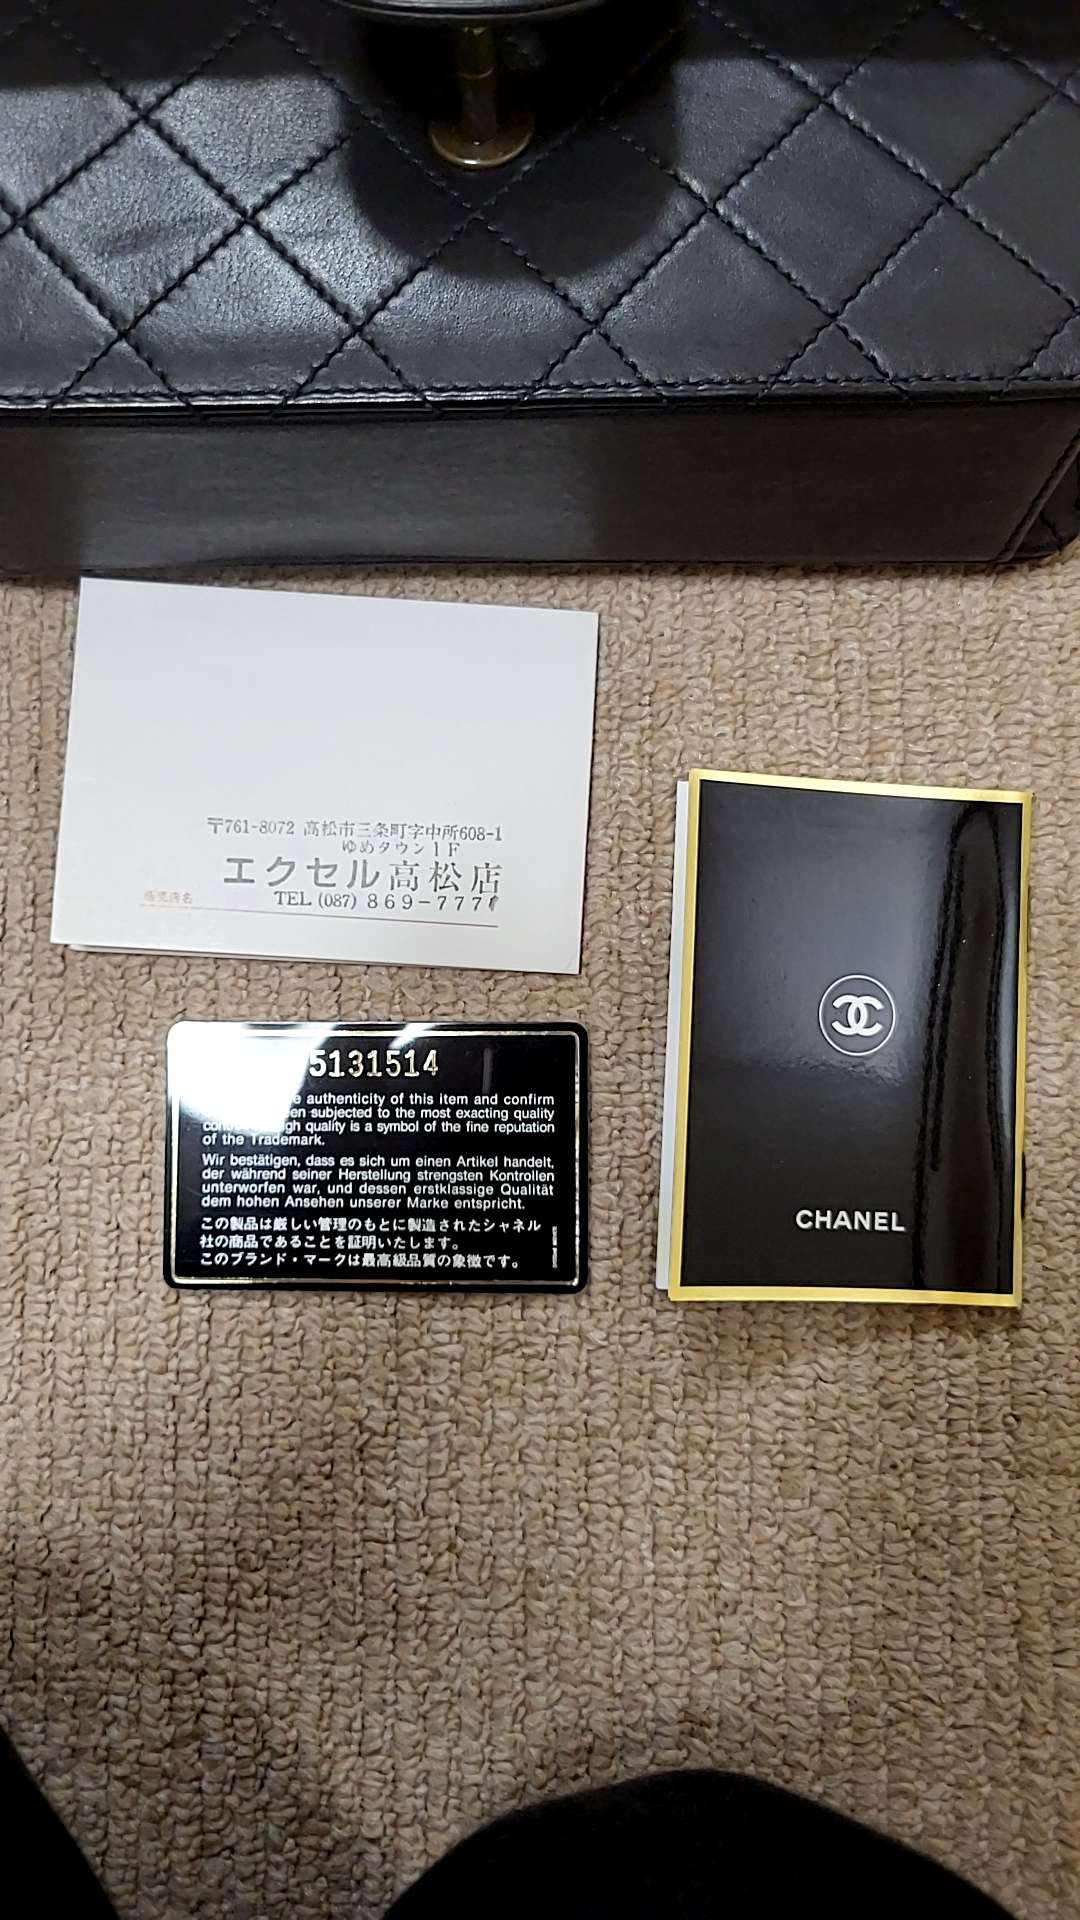 〒761-8072 高松市三条町字中所608-1
ゆめタウン1F
エクセル高松店
販売店名
TEL (087) 869-777
5131514
authenticity of this item and confirm
subjected to the most exacting quality
quality is a symbol of the fine reputation
of the Trademark.
Wir bestätigen, dass es sich um einen Artikel handelt,
der während seiner Herstellung strengsten Kontrollen
unterworfen war, und dessen erstklassige Qualität
dem hohen Ansehen unserer Marke entspricht.
この製品は厳しい管理のもとに製造されたシャネル
社の商品であることを証明いたします。
このブランド・マークは最高級品質の象徴です。
CHANEL